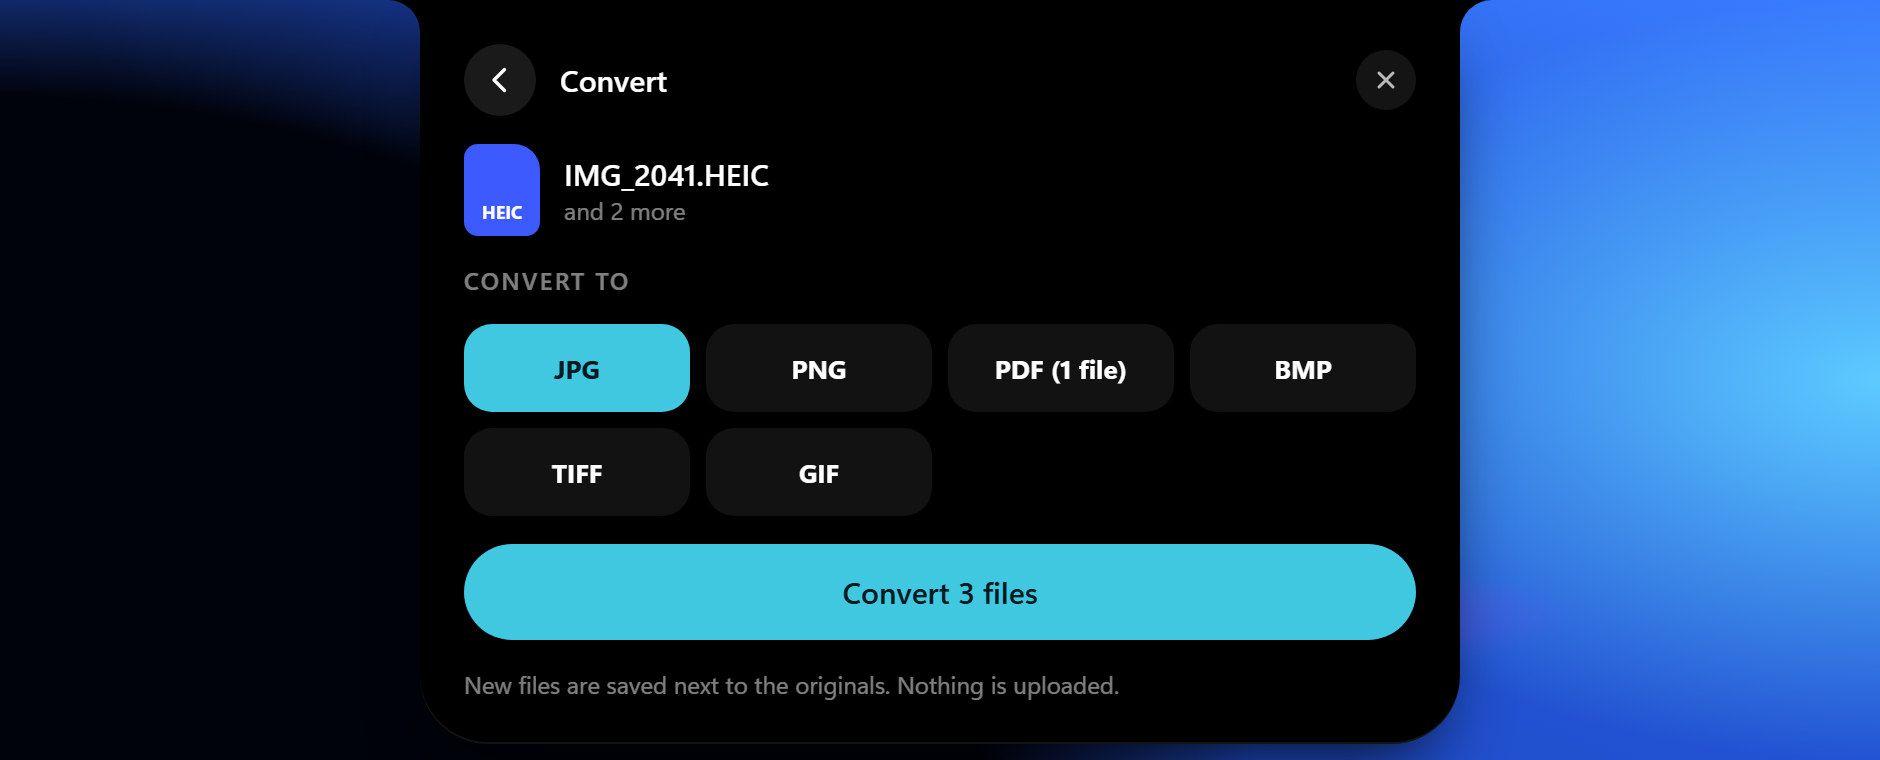 Convert
IMG_2041.HEIC
HEIC
and 2 more
CONVERT TO
JPG
PNG
PDF (1 file)
BMP
TIFF
GIF
Convert 3 files
New files are saved next to the originals. Nothing is uploaded.